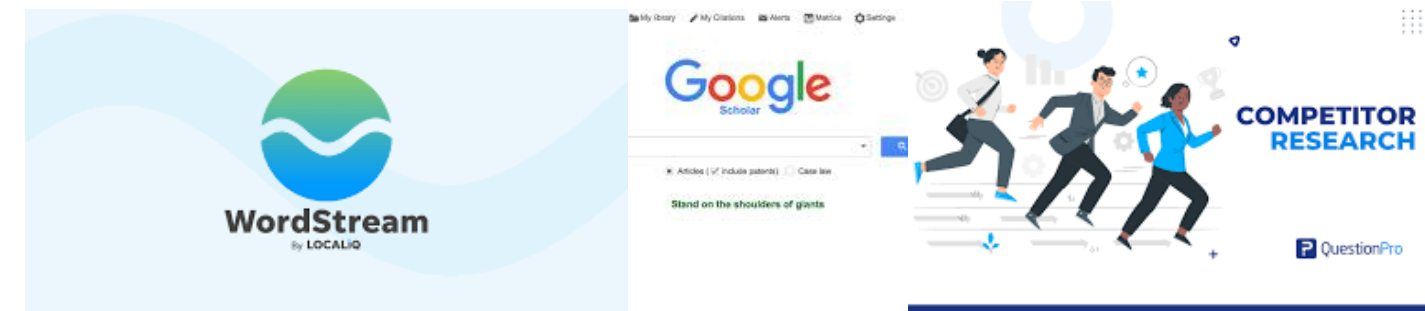 WordStream
By LOCALiQ
My library My Citations Alerts Metrics Settings
Google
Scholar
Articles ( include patents) Case law
Stand on the shoulders of giants
COMPETITOR
RESEARCH
QuestionPro